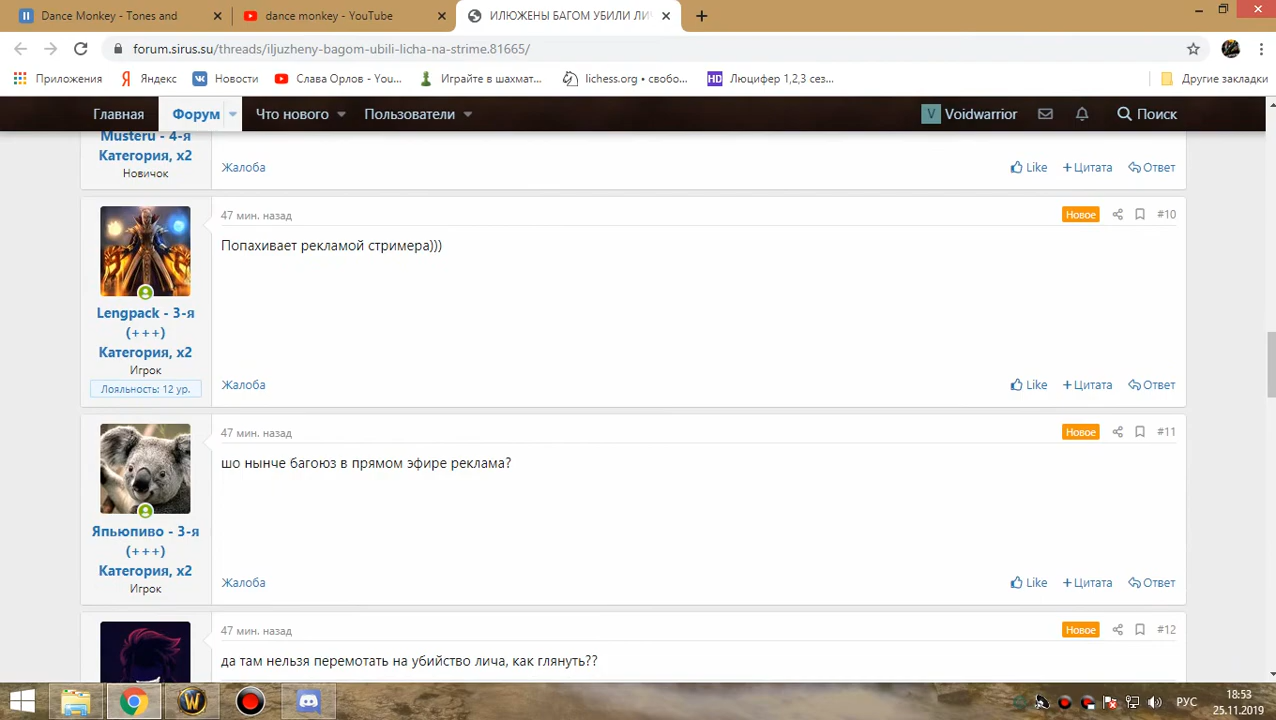 Dance Monkey - Tones and
dance monkey - YouTube
ИЛЮЖЕНЫ БАГОМ УБИЛИ ЛИЧ
forum.sirus.su/threads/iljuzheny-bagom-ubili-licha-na-strime.81665/
Приложения
Яндекс
Новости
Слава Орлов - You...
Играйте в шахмат...
lichess.org • свобо...
HD Люцифер 1,2,3 сез...
Другие закладки
Главная Форум Что нового Пользователи V Voidwarrior Поиск
Musteru - 4-я
Категория, x2
Новичок
Жалоба Like +Цитата Ответ
47 мин. назад Новое #10
Попахивает рекламой стримера)))
Lengpack - 3-я
(+++)
Категория, x2
Игрок
Лояльность: 12 ур.
Жалоба Like +Цитата Ответ
47 мин. назад Новое #11
шо нынче багоюз в прямом эфире реклама?
Япьюпиво - 3-я
(+++)
Категория, x2
Игрок
Жалоба Like +Цитата Ответ
47 мин. назад Новое #12
да там нельзя перемотать на убийство лича, как глянуть??
РУС
18:53
25.11.2019